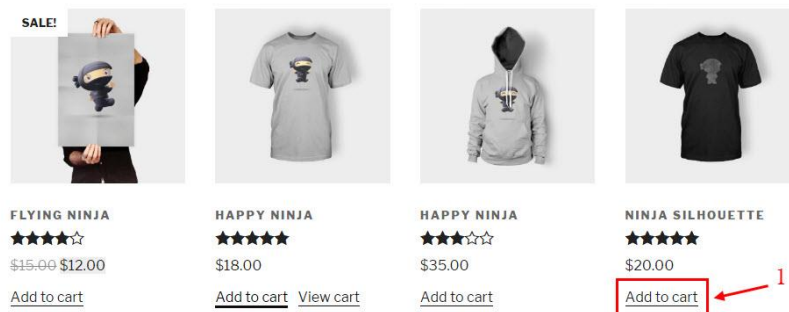 SALE!
FLYING NINJA
HAPPY NINJA
HAPPY NINJA
NINJA SILHOUETTE
$15.00 $12.00
$18.00
$35.00
$20.00
1
Add to cart
Add to cart View cart
Add to cart
Add to cart